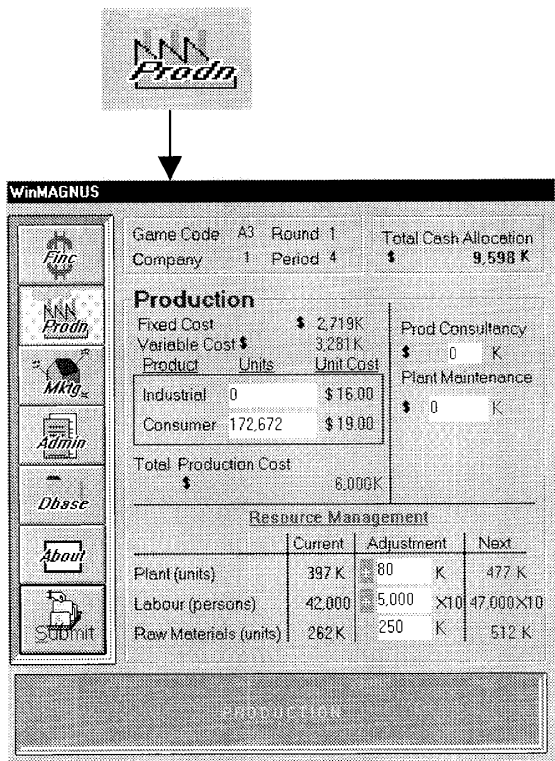 Prodn
WinMAGNUS
Finc
Prodn
Mktg
Admin
Dbase
About
Submit
Game Code A3 Round 1
Company 1 Period 4
Total Cash Allocation
$ 9,598 K
Production
Fixed Cost $ 2,719K
Variable Cost $ 3,281K
Product Units Unit Cost
Industrial 0 $16.00
Consumer 172,672 $19.00
Total Production Cost
$ 6,000K
Prod Consultancy
$ 0 K
Plant Maintenance
$ 0 K
Resource Management
Current Adjustment Next
Plant (units) 397 K 80 K 477 K
Labour (persons) 42,000 5,000 X10 47,000X10
Raw Materials (units) 262 K 250 K 512 K
PRODUCTION